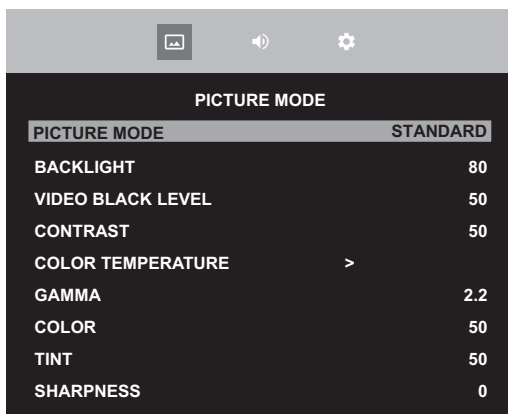 PICTURE MODE
PICTURE MODE STANDARD
BACKLIGHT 80
VIDEO BLACK LEVEL 50
CONTRAST 50
COLOR TEMPERATURE >
GAMMA 2.2
COLOR 50
TINT 50
SHARPNESS 0